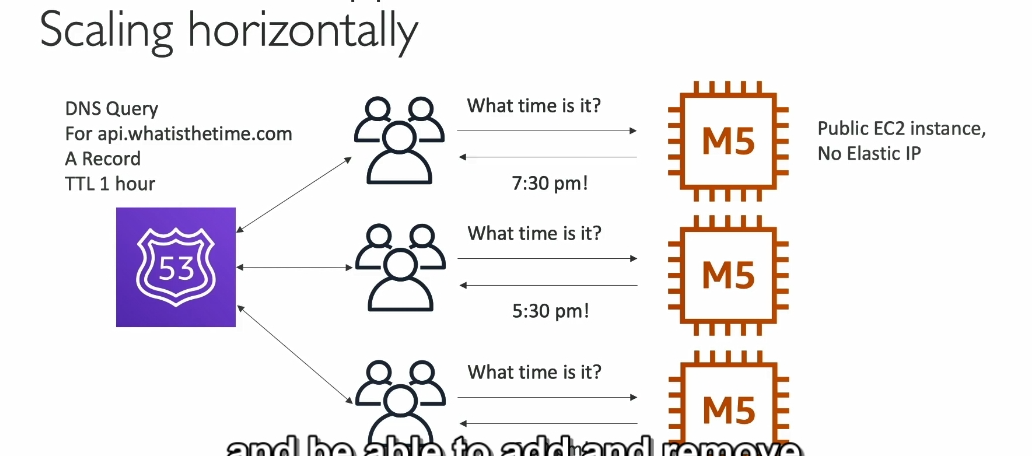 Scaling horizontally
DNS Query
For api.whatisthetime.com
A Record
TTL 1 hour
53
What time is it?
7:30 pm!
M5
Public EC2 instance,
No Elastic IP
What time is it?
5:30 pm!
M5
What time is it?
M5
and be able to add and remove